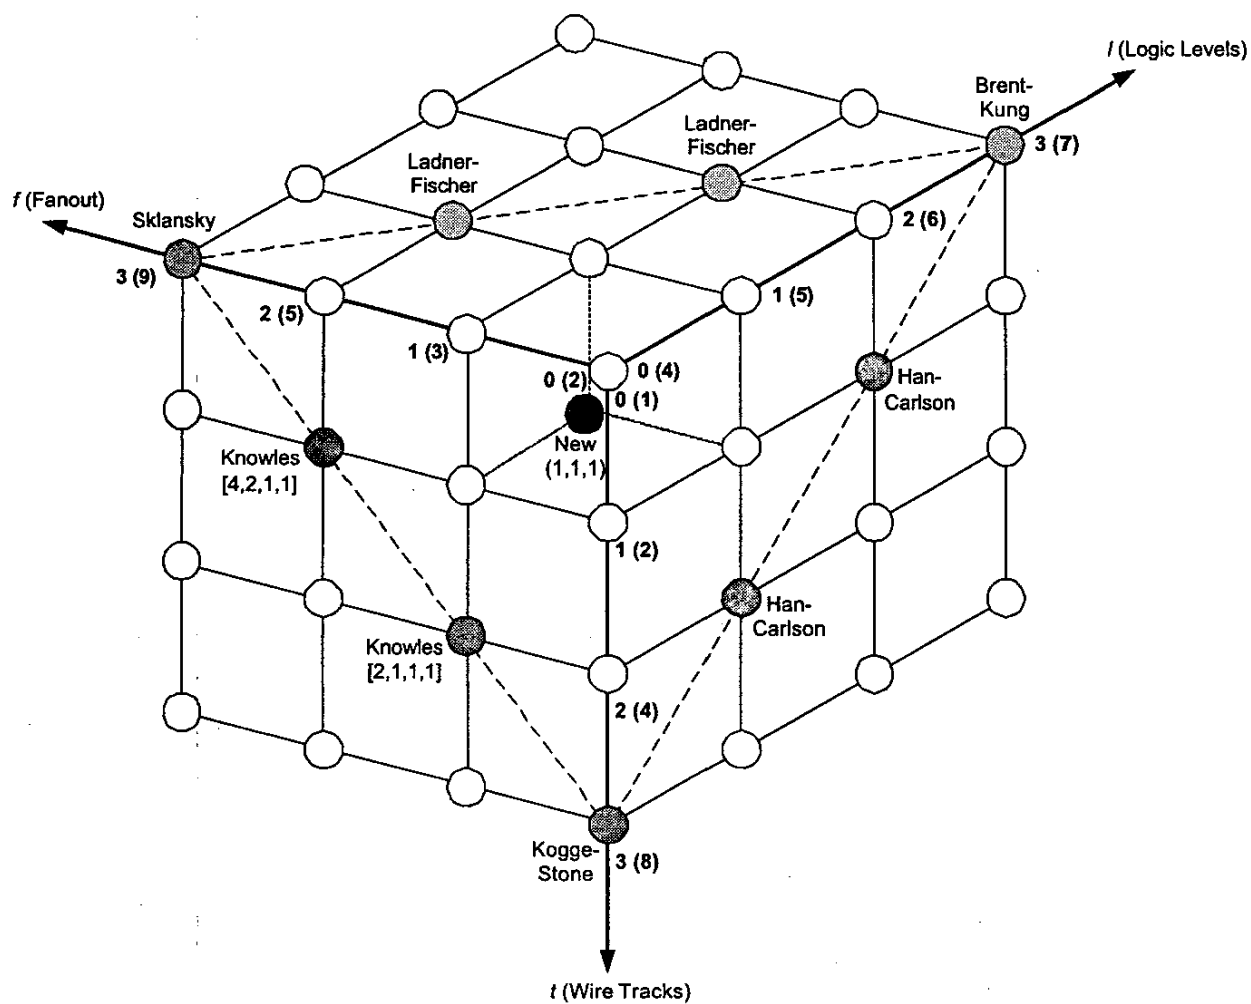 l (Logic Levels)
Brent-
Kung
3 (7)
Ladner-
Fischer
Ladner-
Fischer
f (Fanout)
Sklansky
3 (9)
2 (6)
2 (5)
1 (5)
1 (3)
0 (2)
0 (4)
0 (1)
Han-
Carlson
New
(1,1,1)
Knowles
[4,2,1,1]
1 (2)
Han-
Carlson
Knowles
[2,1,1,1]
2 (4)
Kogge-
Stone
3 (8)
t (Wire Tracks)